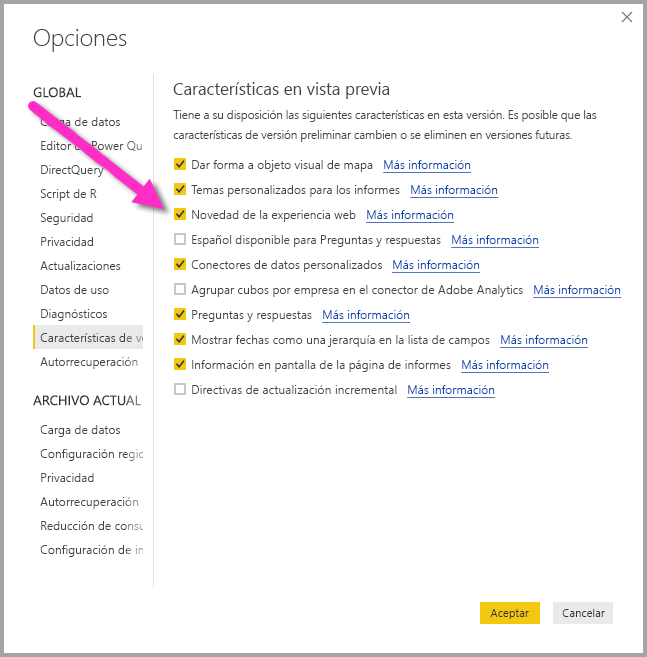 Opciones
GLOBAL
Carga de datos
Editor de Power Qu
DirectQuery
Script de R
Seguridad
Privacidad
Actualizaciones
Datos de uso
Diagnósticos
Características de ve
Autorrecuperación
ARCHIVO ACTUAL
Carga de datos
Configuración regio
Privacidad
Autorrecuperación
Reducción de consu
Configuración de in
Características en vista previa
Tiene a su disposición las siguientes características en esta versión. Es posible que las
características de versión preliminar cambien o se eliminen en versiones futuras.
Dar forma a objeto visual de mapa Más información
Temas personalizados para los informes Más información
Novedad de la experiencia web Más información
Español disponible para Preguntas y respuestas Más información
Conectores de datos personalizados Más información
Agrupar cubos por empresa en el conector de Adobe Analytics Más información
Preguntas y respuestas Más información
Mostrar fechas como una jerarquía en la lista de campos Más información
Información en pantalla de la página de informes Más información
Directivas de actualización incremental Más información
Aceptar Cancelar